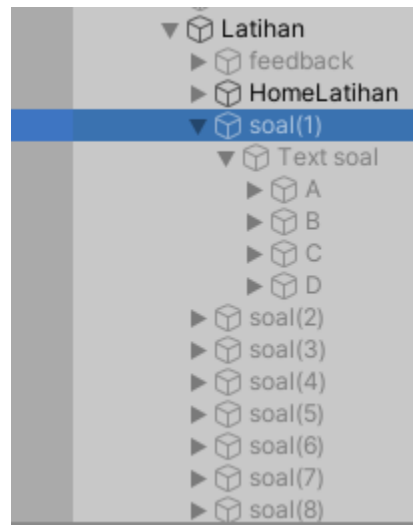 Latihan
feedback
HomeLatihan
soal(1)
Text soal
A
B
C
D
soal(2)
soal(3)
soal(4)
soal(5)
soal(6)
soal(7)
soal(8)